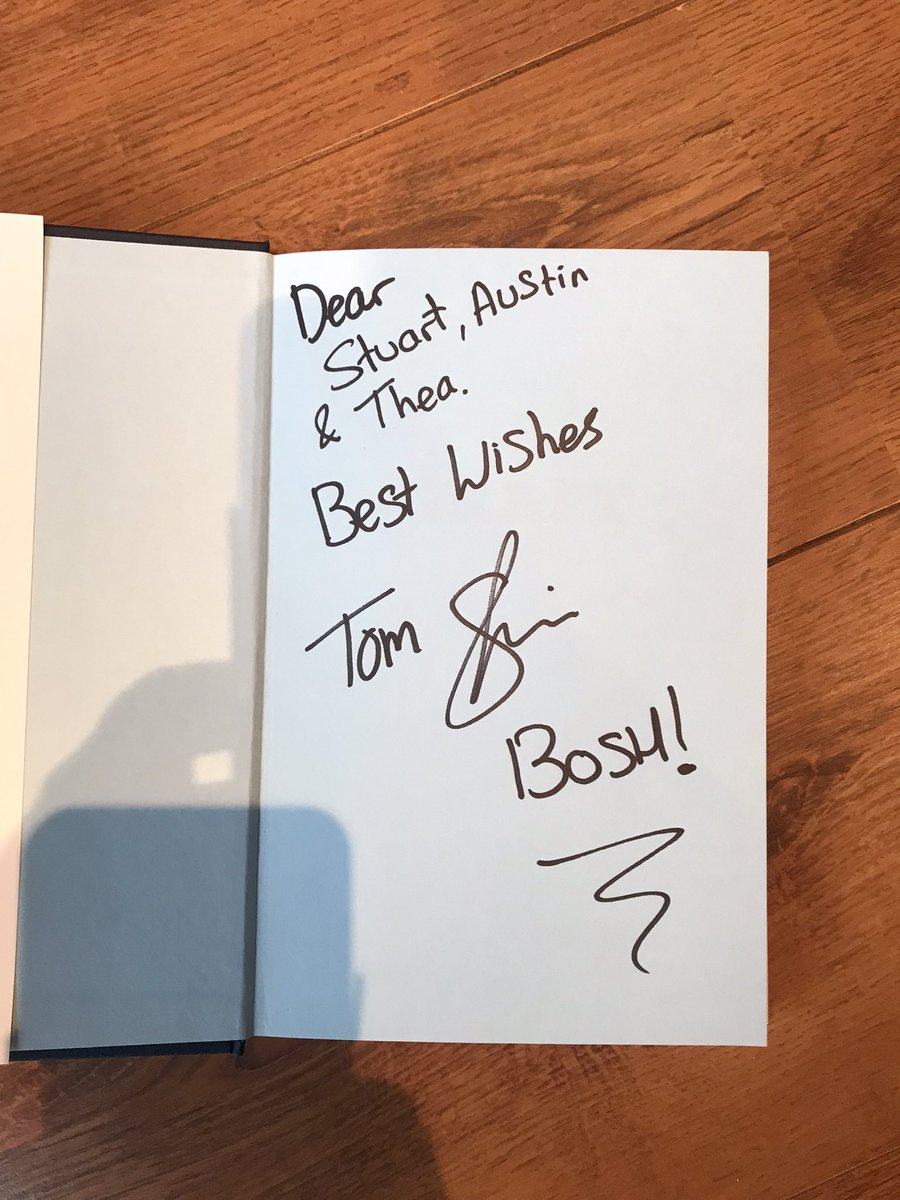 Dear
Stuart, Austin
& Thea.
Best Wishes
Tom
BOSH!